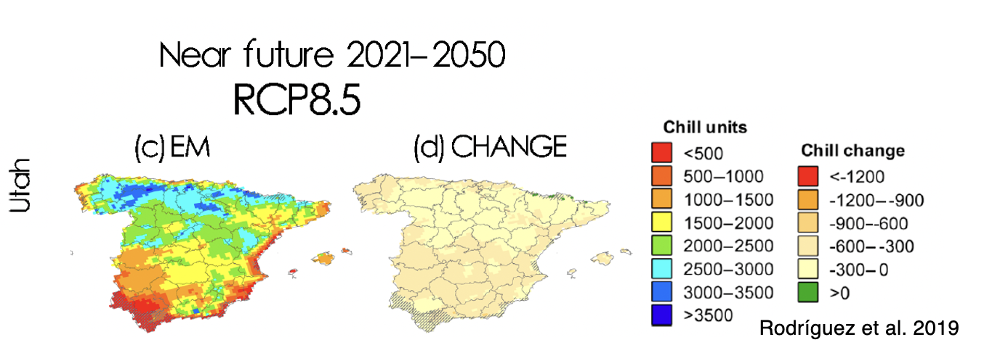 Near future 2021–2050
RCP8.5
(c) EM
(d) CHANGE
Utah
Chill units
<500
500–1000
1000–1500
1500–2000
2000–2500
2500–3000
3000–3500
>3500
Chill change
<-1200
-1200–-900
-900–-600
-600–-300
-300–0
>0
Rodríguez et al. 2019